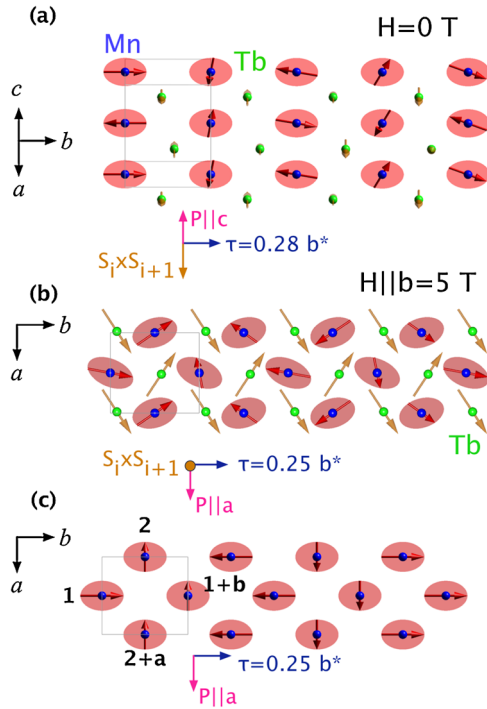 (a)
H=0 T
Mn
Tb
c
b
a
P||c
τ=0.28 b*
SixSi+1
(b)
H||b=5 T
b
a
Tb
SixSi+1
τ=0.25 b*
P||a
(c)
b
a
2
1
1+b
2+a
τ=0.25 b*
P||a